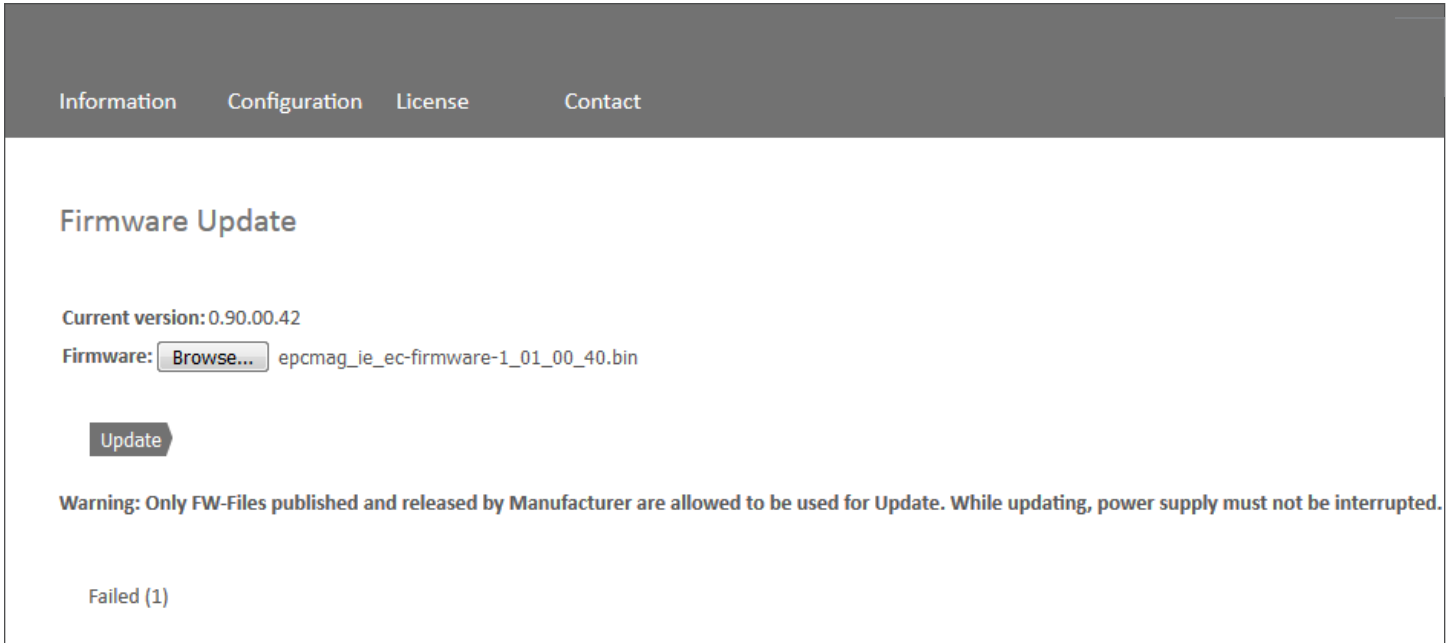 Information Configuration License Contact
Firmware Update
Current version: 0.90.00.42
Firmware: Browse... epcmag_ie_ec-firmware-1_01_00_40.bin
Update
Warning: Only FW-Files published and released by Manufacturer are allowed to be used for Update. While updating, power supply must not be interrupted.
Failed (1)